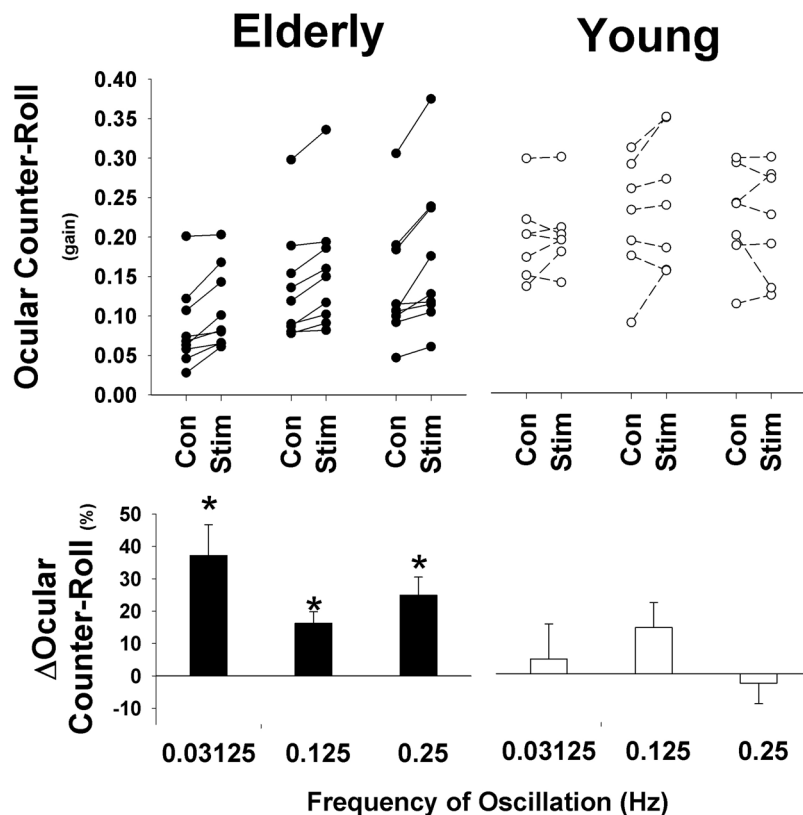 Elderly
Young
Ocular Counter-Roll
(gain)
0.40
0.35
0.30
0.25
0.20
0.15
0.10
0.05
0.00
Con
Stim
Con
Stim
Con
Stim
Con
Stim
Con
Stim
Con
Stim
ΔOcular
Counter-Roll (%)
50
40
30
20
10
0
-10
*
*
*
0.03125 0.125 0.25
0.03125 0.125 0.25
Frequency of Oscillation (Hz)